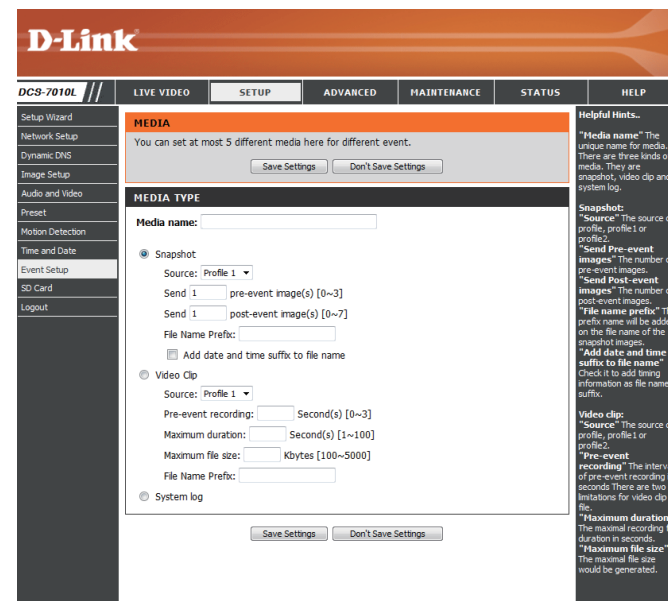 D-Link
DCS-7010L
LIVE VIDEO
SETUP
ADVANCED
MAINTENANCE
STATUS
HELP
Setup Wizard
Network Setup
Dynamic DNS
Image Setup
Audio and Video
Preset
Motion Detection
Time and Date
Event Setup
SD Card
Logout
MEDIA
You can set at most 5 different media here for different event.
Save Settings
Don't Save Settings
MEDIA TYPE
Media name:
Snapshot
Source: Profile 1
Send 1 pre-event image(s) [0~3]
Send 1 post-event image(s) [0~7]
File Name Prefix:
Add date and time suffix to file name
Video Clip
Source: Profile 1
Pre-event recording: Second(s) [0~3]
Maximum duration: Second(s) [1~100]
Maximum file size: Kbytes [100~5000]
File Name Prefix:
System log
Save Settings
Don't Save Settings
Helpful Hints..
"Media name" The
unique name for media.
There are three kinds
media. They are
snapshot, video clip and
system log.
Snapshot:
"Source" The source
profile, profile1 or
profile2.
"Send Pre-event
images" The number
pre-event images.
"Send Post-event
images" The number
post-event images.
"File name prefix"
prefix name will be
on the file name of the
snapshot images.
"Add date and time
suffix to file name"
Check it to add timing
information as file name
suffix.
Video clip:
"Source" The source
profile, profile1 or
profile2.
"Pre-event
recording" The
of pre-event recording
seconds There are two
limitations for video clip
file.
"Maximum duration
The maximal recording
duration in seconds.
"Maximum file size"
The maximal file size
would be generated.